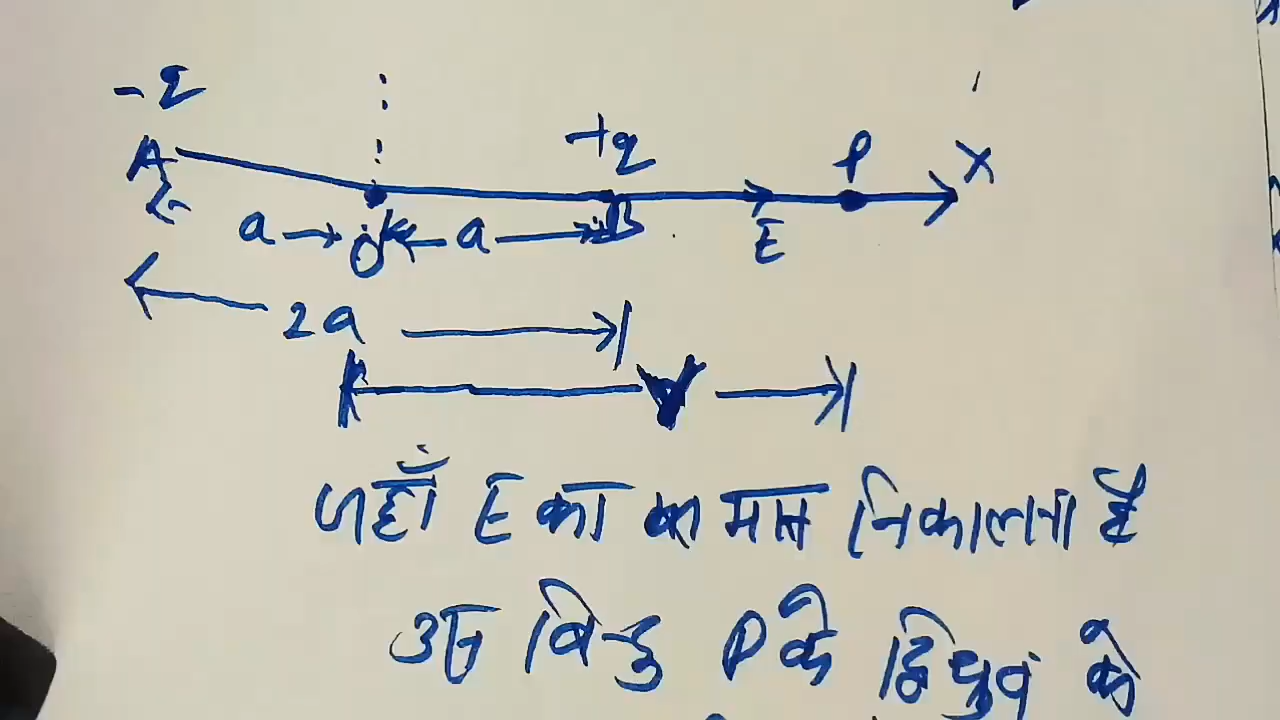 -q
+q P X
A
a O a B E
2a
r
जहाँ E का का मान निकालना है
उस बिन्दु P के द्विध्रुव के